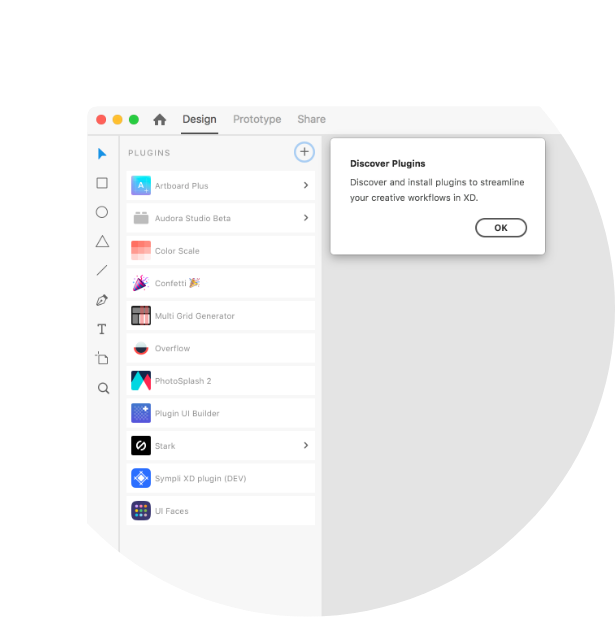 Design Prototype Share
PLUGINS
Discover Plugins
Discover and install plugins to streamline
your creative workflows in XD.
OK
Artboard Plus
Audora Studio Beta
Color Scale
Confetti 🎉
Multi Grid Generator
Overflow
PhotoSplash 2
Plugin UI Builder
Stark
Sympli XD plugin (DEV)
UI Faces
T